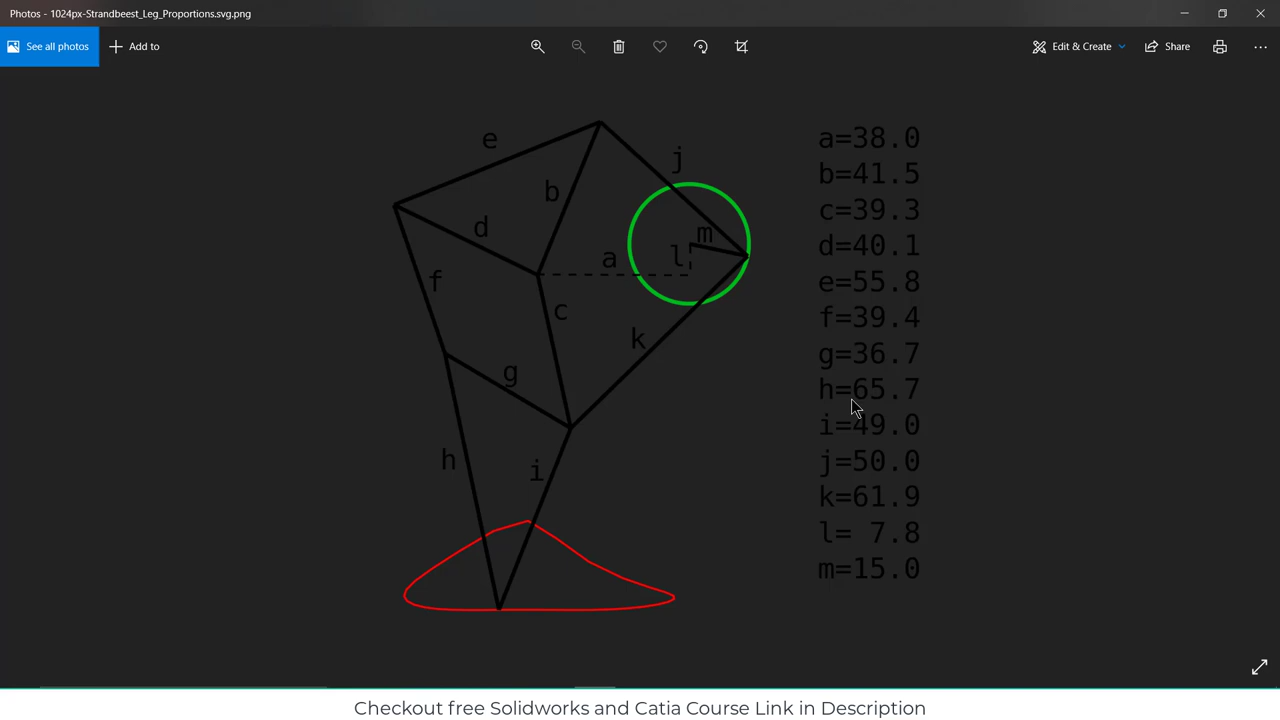 Photos - 1024px-Strandbeest_Leg_Proportions.svg.png
See all photos
Add to
Edit & Create
Share
e
j
b
d
m
a
l
f
c
k
g
h
i
a=38.0
b=41.5
c=39.3
d=40.1
e=55.8
f=39.4
g=36.7
h=65.7
i=49.0
j=50.0
k=61.9
l= 7.8
m=15.0
Checkout free Solidworks and Catia Course Link in Description